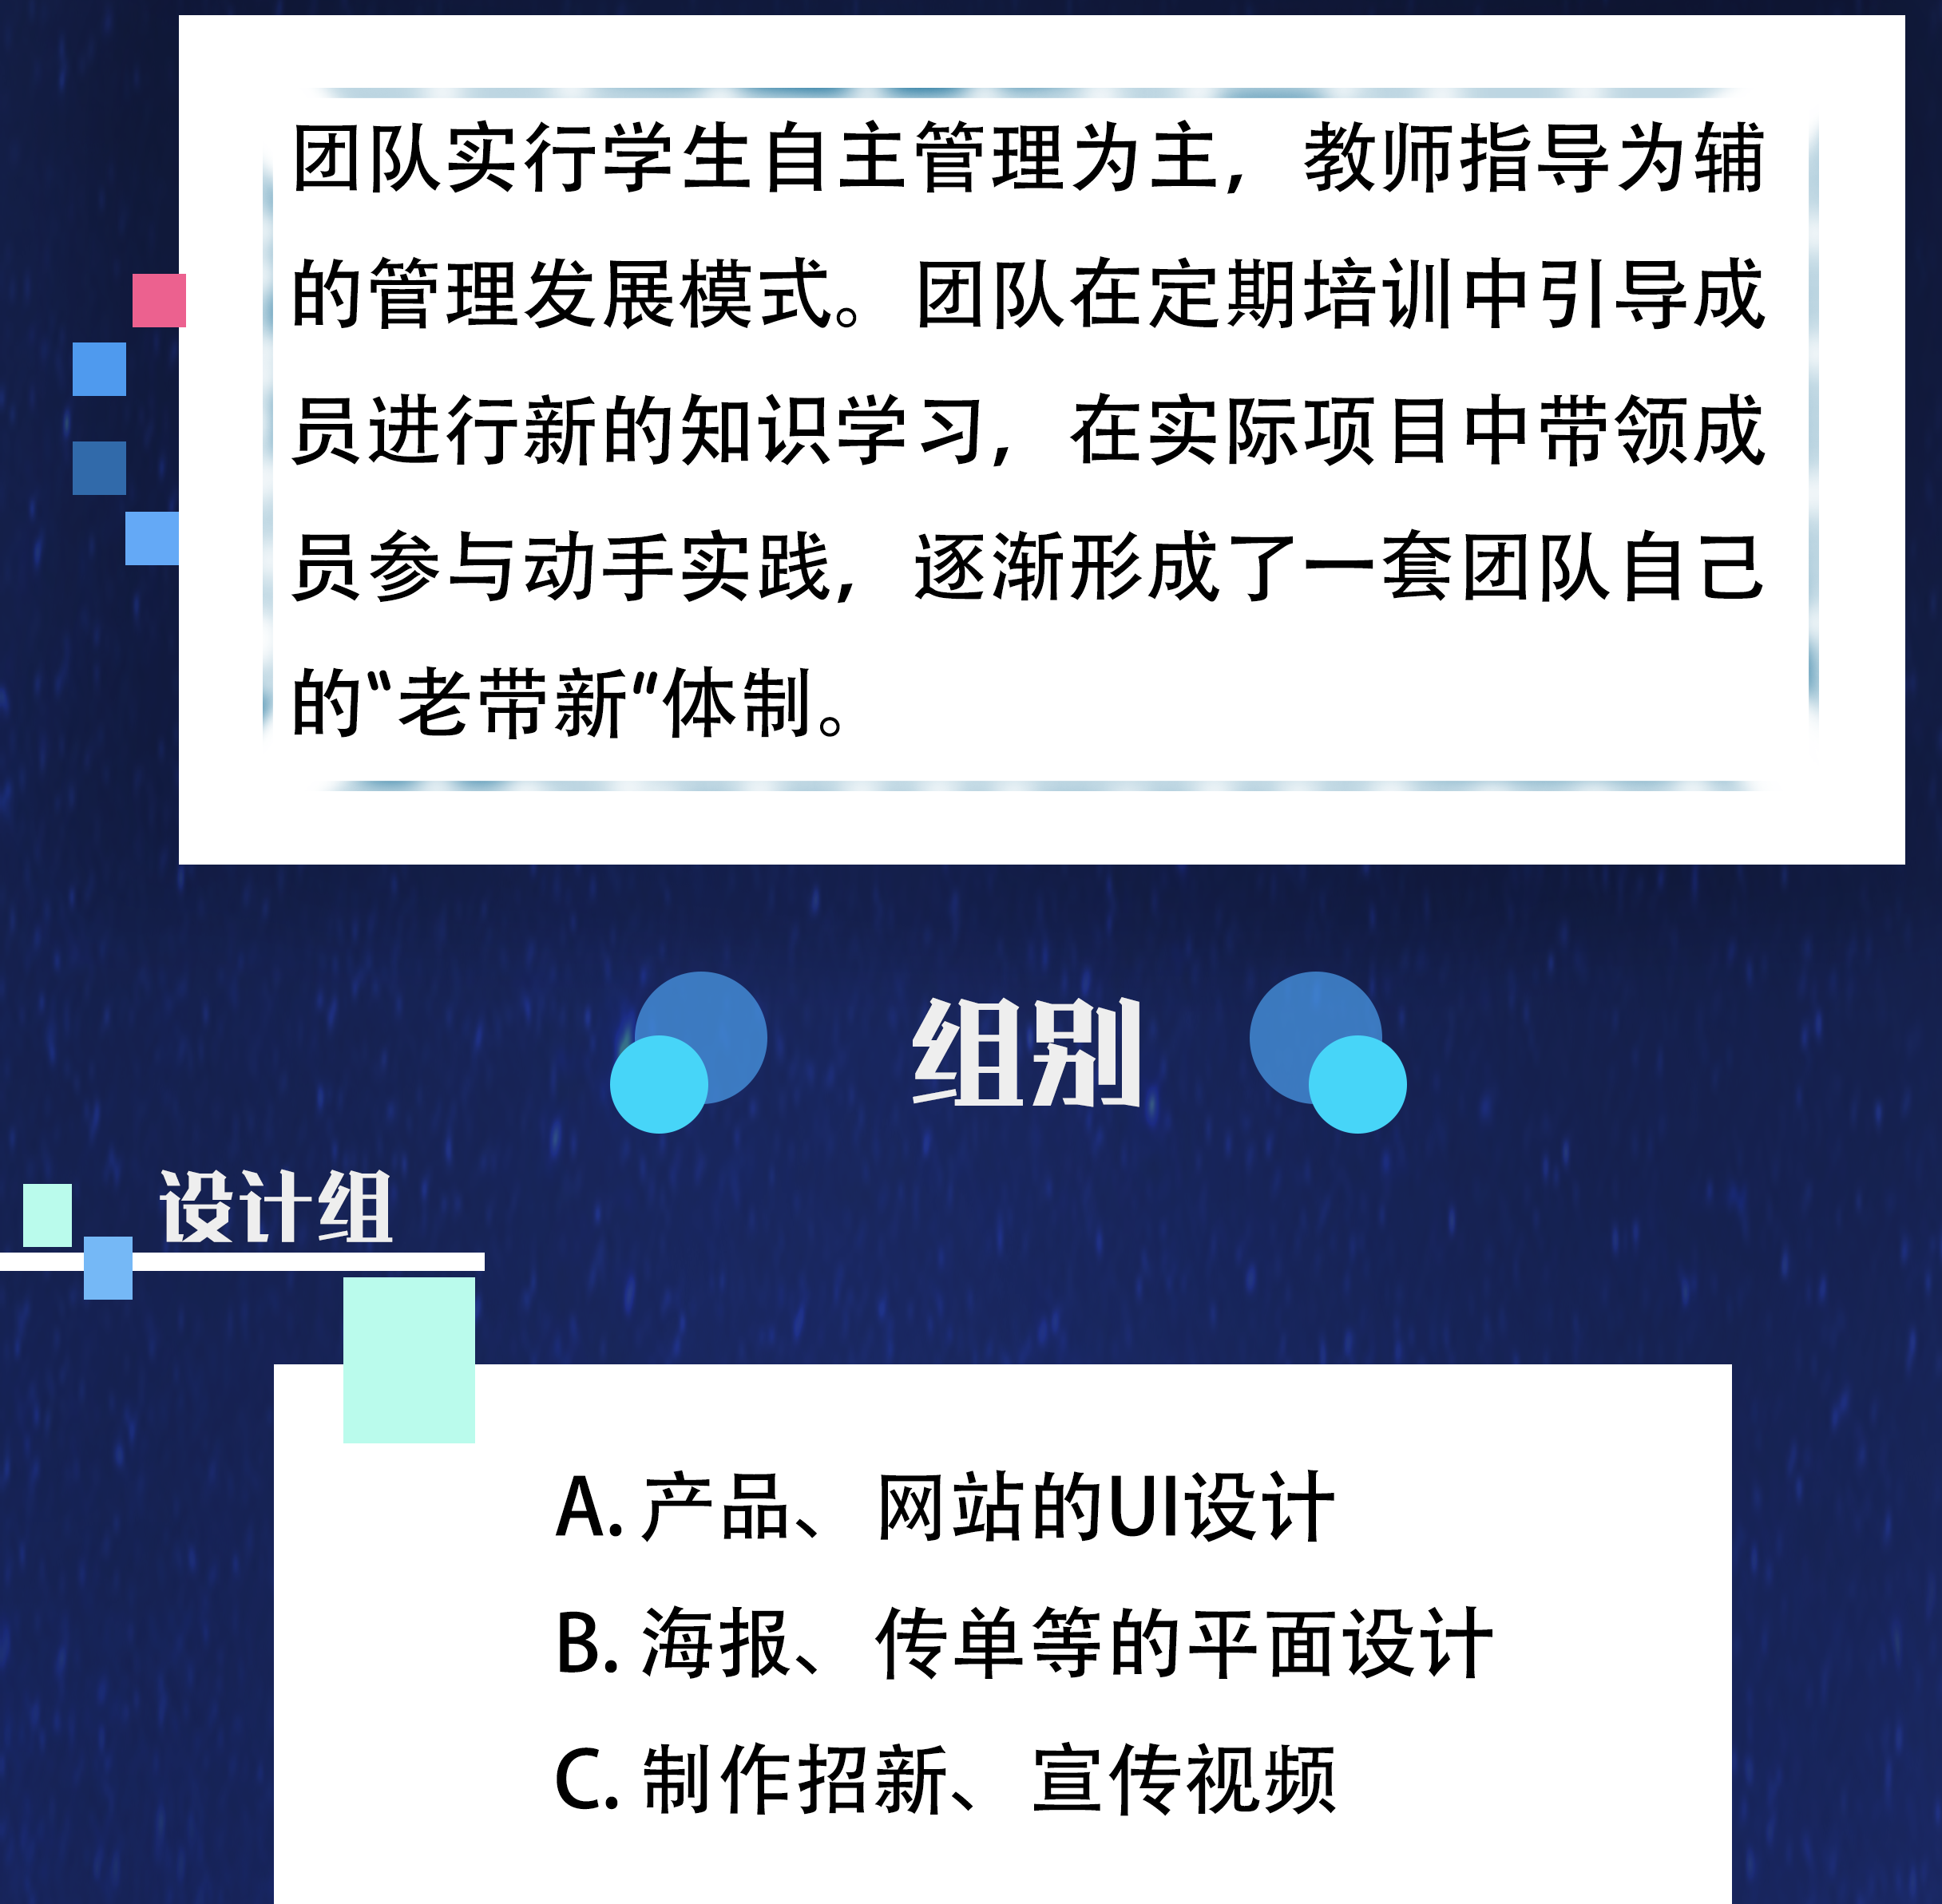 团队实行学生自主管理为主，教师指导为辅
的管理发展模式。团队在定期培训中引导成
员进行新的知识学习，在实际项目中带领成
员参与动手实践，逐渐形成了一套团队自己
的“老带新“体制。
组别
设计组
A. 产品、网站的UI设计
B. 海报、传单等的平面设计
C. 制作招新、宣传视频